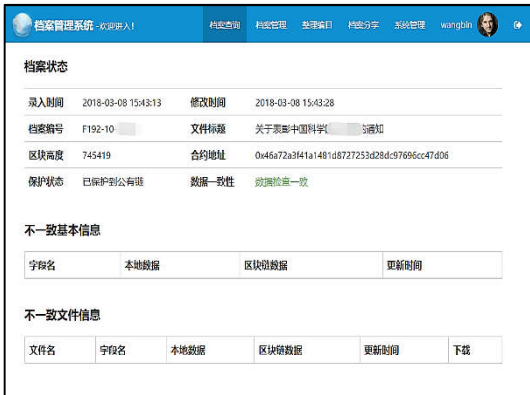 档案管理系统 - 欢迎进入! 档案查询 档案管理 整理编目 档案分享 系统管理 wangbin
档案状态
录入时间 2018-03-08 15:43:13 修改时间 2018-03-08 15:43:28
档案编号 F192-10- 文件标题 关于表彰中国科学 的通知
区块高度 745419 合约地址 0x46a72a3f41a1481d8727253d28dc97696cc47d06
保护状态 已保护到公有链 数据一致性 数据检查一致
不一致基本信息
字段名 本地数据 区块链数据 更新时间
不一致文件信息
文件名 字段名 本地数据 区块链数据 更新时间 下载